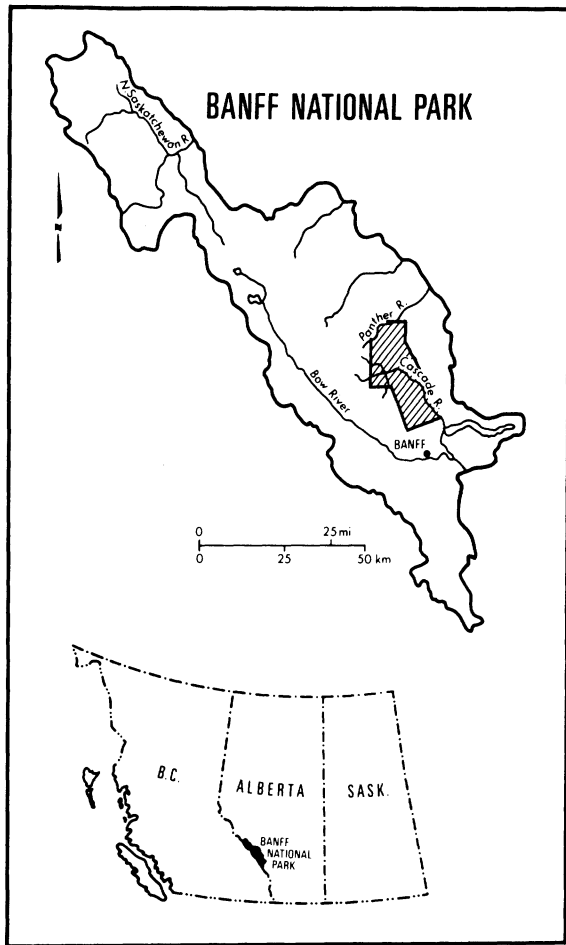 BANFF NATIONAL PARK
N Saskatchewan R.
N
Panther R.
Cascade R.
Bow River
BANFF
0 25 mi
0 25 50 km
B.C.
ALBERTA
SASK.
BANFF
NATIONAL
PARK